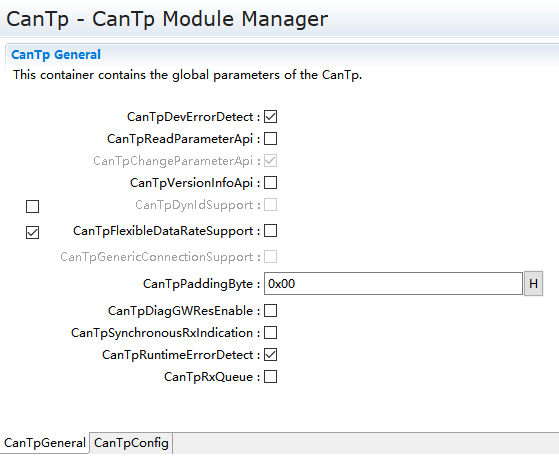 CanTp - CanTp Module Manager
CanTp General
This container contains the global parameters of the CanTp.
CanTpDevErrorDetect :
CanTpReadParameterApi :
CanTpChangeParameterApi :
CanTpVersionInfoApi :
CanTpDynIdSupport :
CanTpFlexibleDataRateSupport :
CanTpGenericConnectionSupport :
CanTpPaddingByte : 0x00 H
CanTpDiagGWResEnable :
CanTpSynchronousRxIndication :
CanTpRuntimeErrorDetect :
CanTpRxQueue :
CanTpGeneral CanTpConfig